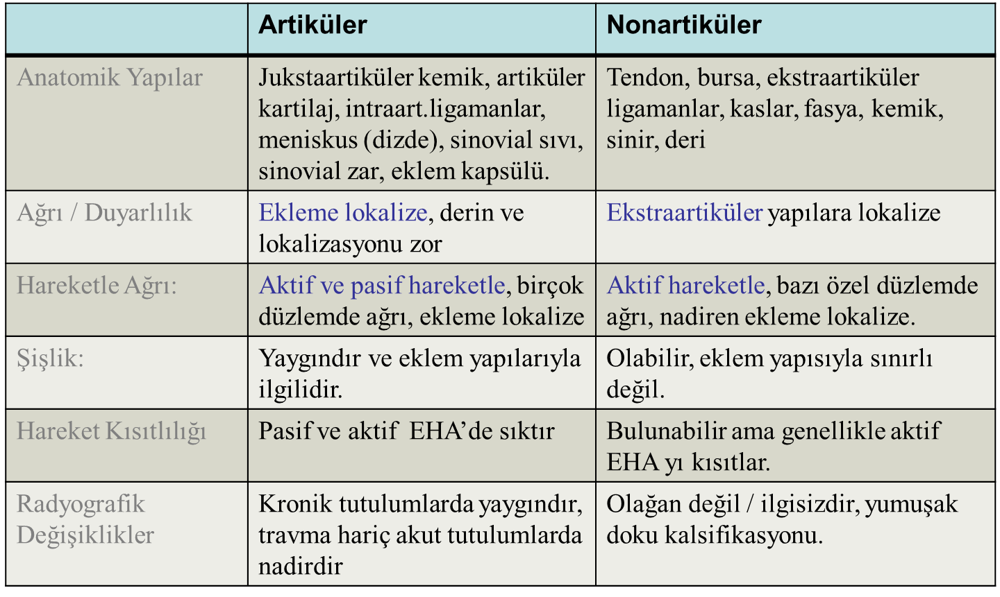 Artiküler
Nonartiküler
Anatomik Yapılar
Jukstaartiküler kemik, artiküler
kartilaj, intraart.ligamanlar,
meniskus (dizde), sinovial sıvı,
sinovial zar, eklem kapsülü.
Tendon, bursa, ekstraartiküler
ligamanlar, kaslar, fasya, kemik,
sinir, deri
Ağrı / Duyarlılık
Ekleme lokalize, derin ve
lokalizasyonu zor
Ekstraartiküler yapılara lokalize
Hareketle Ağrı:
Aktif ve pasif hareketle, birçok
düzlemde ağrı, ekleme lokalize
Aktif hareketle, bazı özel düzlemde
ağrı, nadiren ekleme lokalize.
Şişlik:
Yaygındır ve eklem yapılarıyla
ilgilidir.
Olabilir, eklem yapısıyla sınırlı
değil.
Hareket Kısıtlılığı
Pasif ve aktif EHA’de sıktır
Bulunabilir ama genellikle aktif
EHA yı kısıtlar.
Radyografik
Değişiklikler
Kronik tutulumlarda yaygındır,
travma hariç akut tutulumlarda
nadirdir
Olağan değil / ilgisizdir, yumuşak
doku kalsifikasyonu.